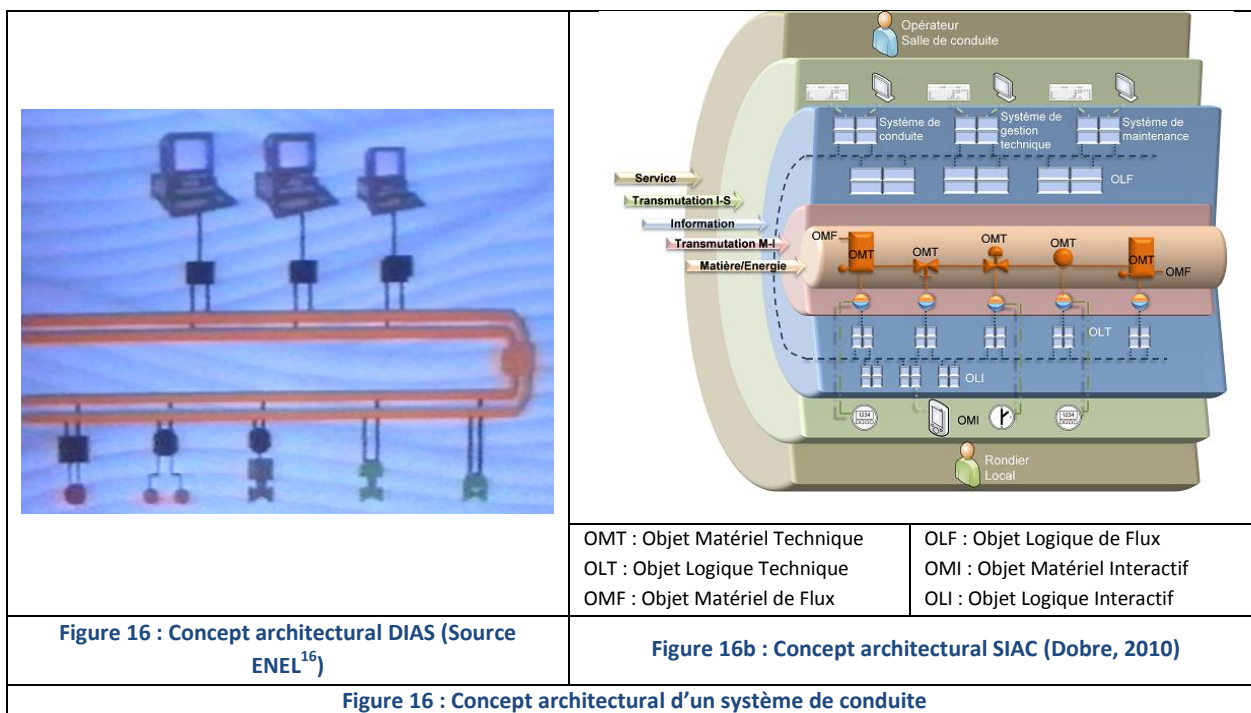 Opérateur
Salle de conduite
Système de
conduite
Système de
gestion
technique
Système de
maintenance
OLF
Service
Transmutation I-S
Information
Transmutation M-I
Matière/Energie
OMF
OMT
OMT
OMT
OMT
OMT
OMF
OLT
OLI
1234
OMI
1234
Rondier
Local
OMT : Objet Matériel Technique
OLT : Objet Logique Technique
OMF : Objet Matériel de Flux
OLF : Objet Logique de Flux
OMI : Objet Matériel Interactif
OLI : Objet Logique Interactif
Figure 16 : Concept architectural DIAS (Source
ENEL16)
Figure 16b : Concept architectural SIAC (Dobre, 2010)
Figure 16 : Concept architectural d’un système de conduite